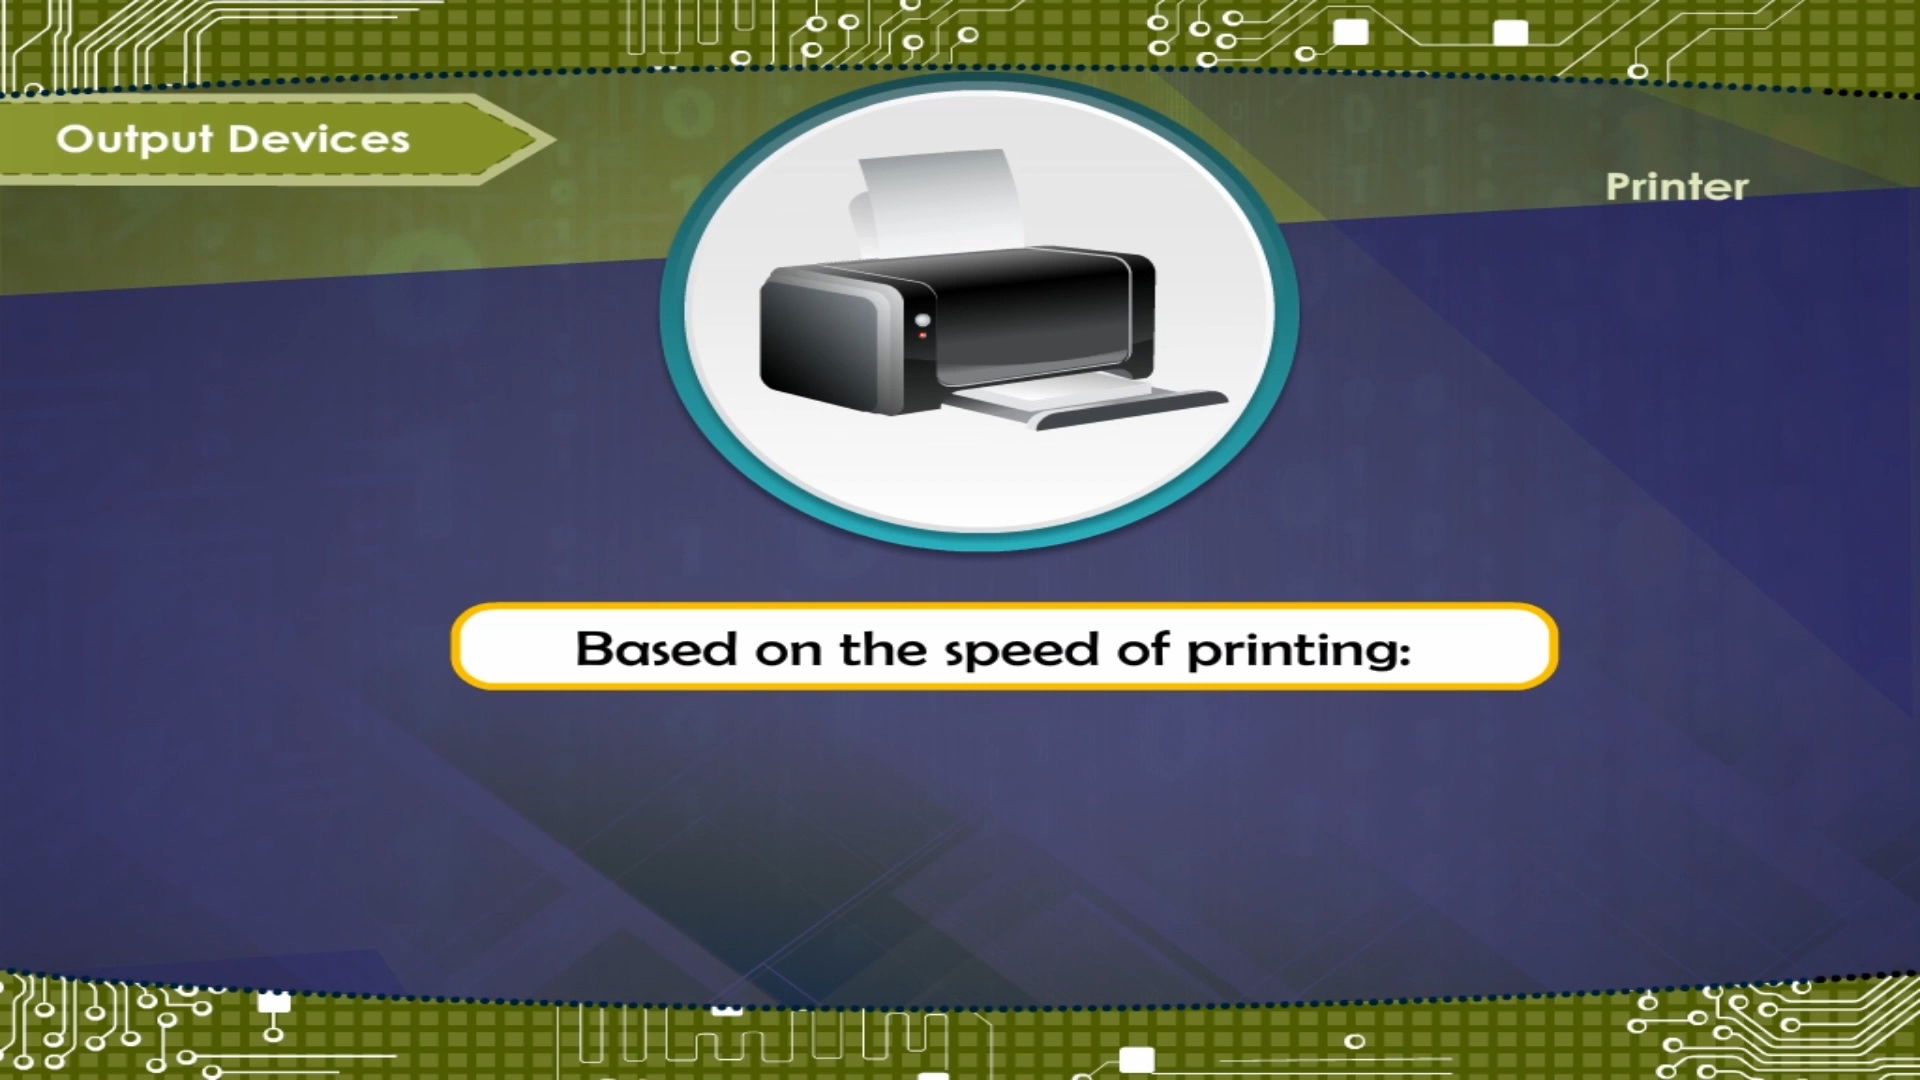 Output Devices
Printer
Based on the speed of printing: